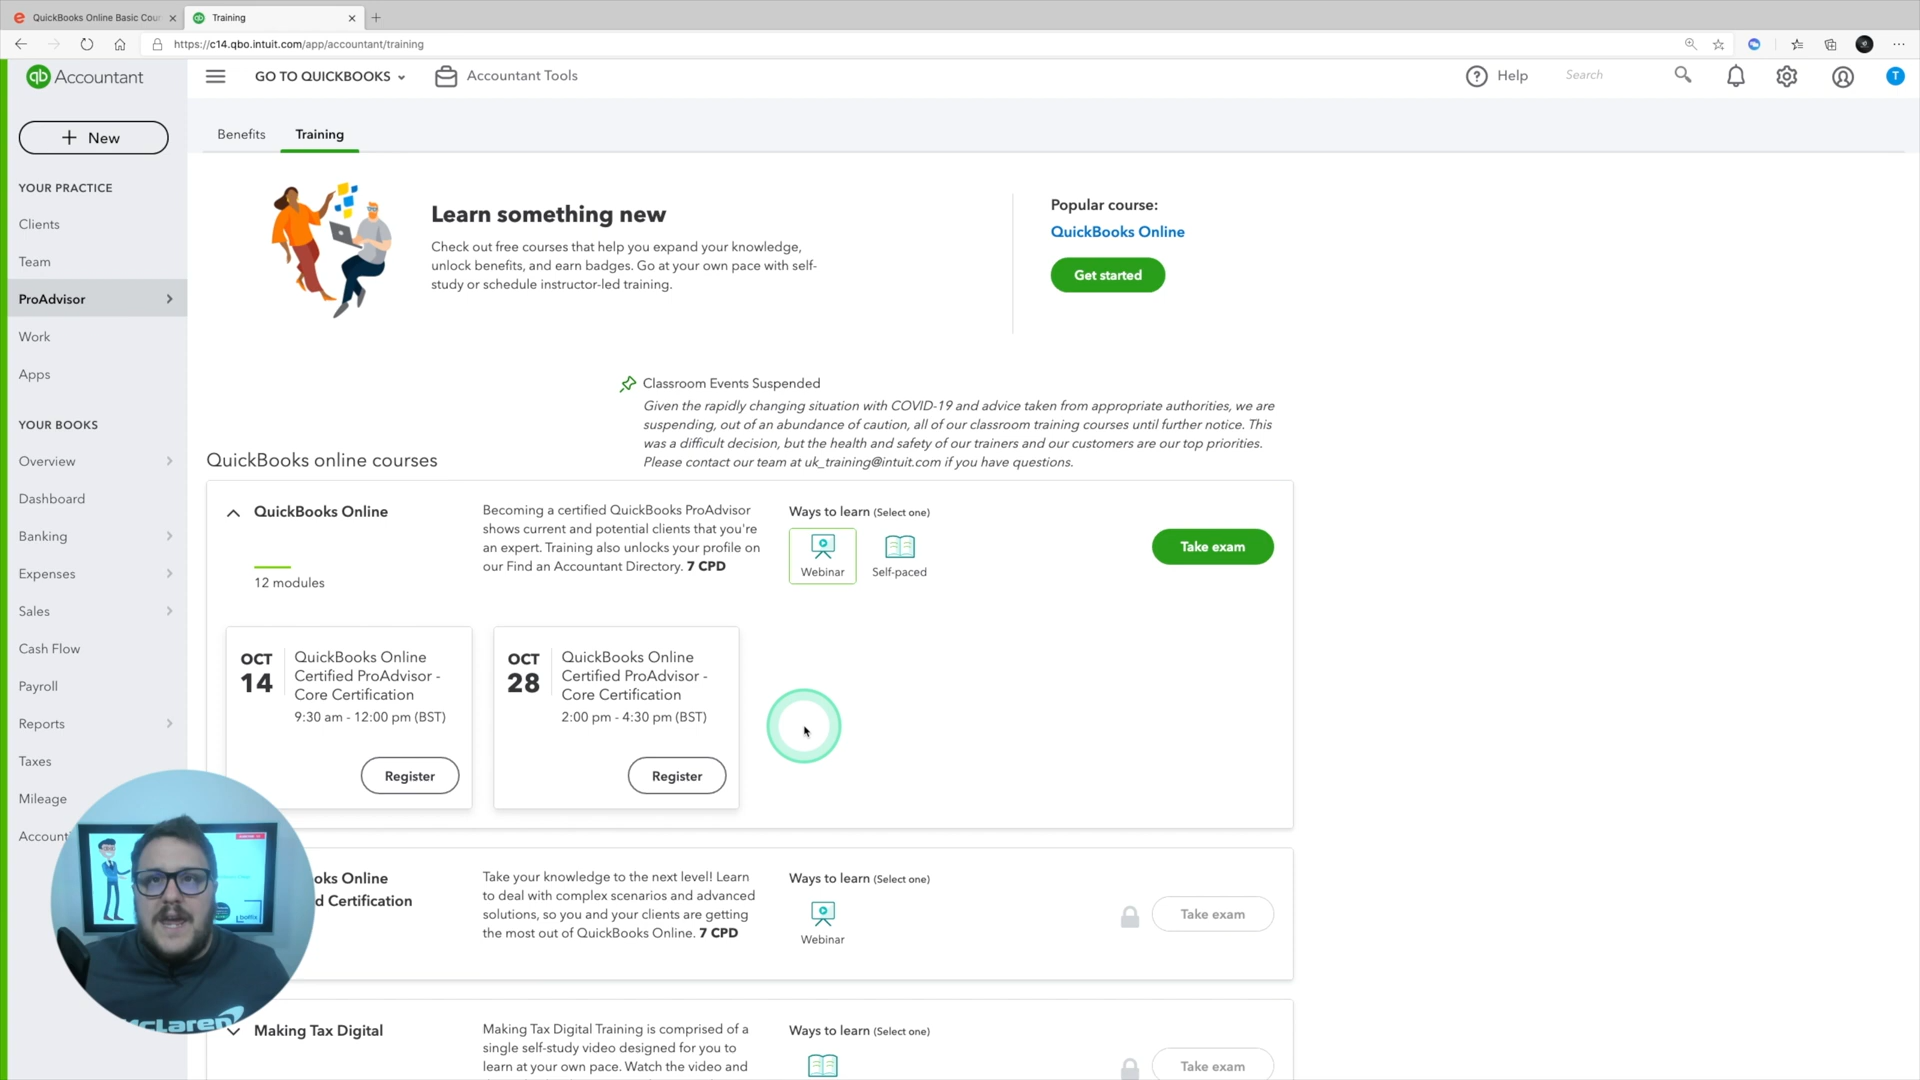 QuickBooks Online Basic Cou
Training
https://c14.qbo.intuit.com/app/accountant/training
qb Accountant
GO TO QUICKBOOKS
Accountant Tools
Help
Search
T
+ New
Benefits
Training
YOUR PRACTICE
Clients
Team
ProAdvisor
Work
Apps
YOUR BOOKS
Overview
Dashboard
Banking
Expenses
Sales
Cash Flow
Payroll
Reports
Taxes
Mileage
Account
Learn something new
Check out free courses that help you expand your knowledge,
unlock benefits, and earn badges. Go at your own pace with self-
study or schedule instructor-led training.
Popular course:
QuickBooks Online
Get started
Classroom Events Suspended
Given the rapidly changing situation with COVID-19 and advice taken from appropriate authorities, we are
suspending, out of an abundance of caution, all of our classroom training courses until further notice. This
was a difficult decision, but the health and safety of our trainers and our customers are our top priorities.
Please contact our team at uk_training@intuit.com if you have questions.
QuickBooks online courses
QuickBooks Online
12 modules
Becoming a certified QuickBooks ProAdvisor
shows current and potential clients that you're
an expert. Training also unlocks your profile on
our Find an Accountant Directory. 7 CPD
Ways to learn (Select one)
Webinar
Self-paced
Take exam
OCT
14
QuickBooks Online
Certified ProAdvisor -
Core Certification
9:30 am - 12:00 pm (BST)
Register
OCT
28
QuickBooks Online
Certified ProAdvisor -
Core Certification
2:00 pm - 4:30 pm (BST)
Register
oks Online
d Certification
Take your knowledge to the next level! Learn
to deal with complex scenarios and advanced
solutions, so you and your clients are getting
the most out of QuickBooks Online. 7 CPD
Ways to learn (Select one)
Webinar
Take exam
Making Tax Digital
Making Tax Digital Training is comprised of a
single self-study video designed for you to
learn at your own pace. Watch the video and
Ways to learn (Select one)
Take exam
McLaren